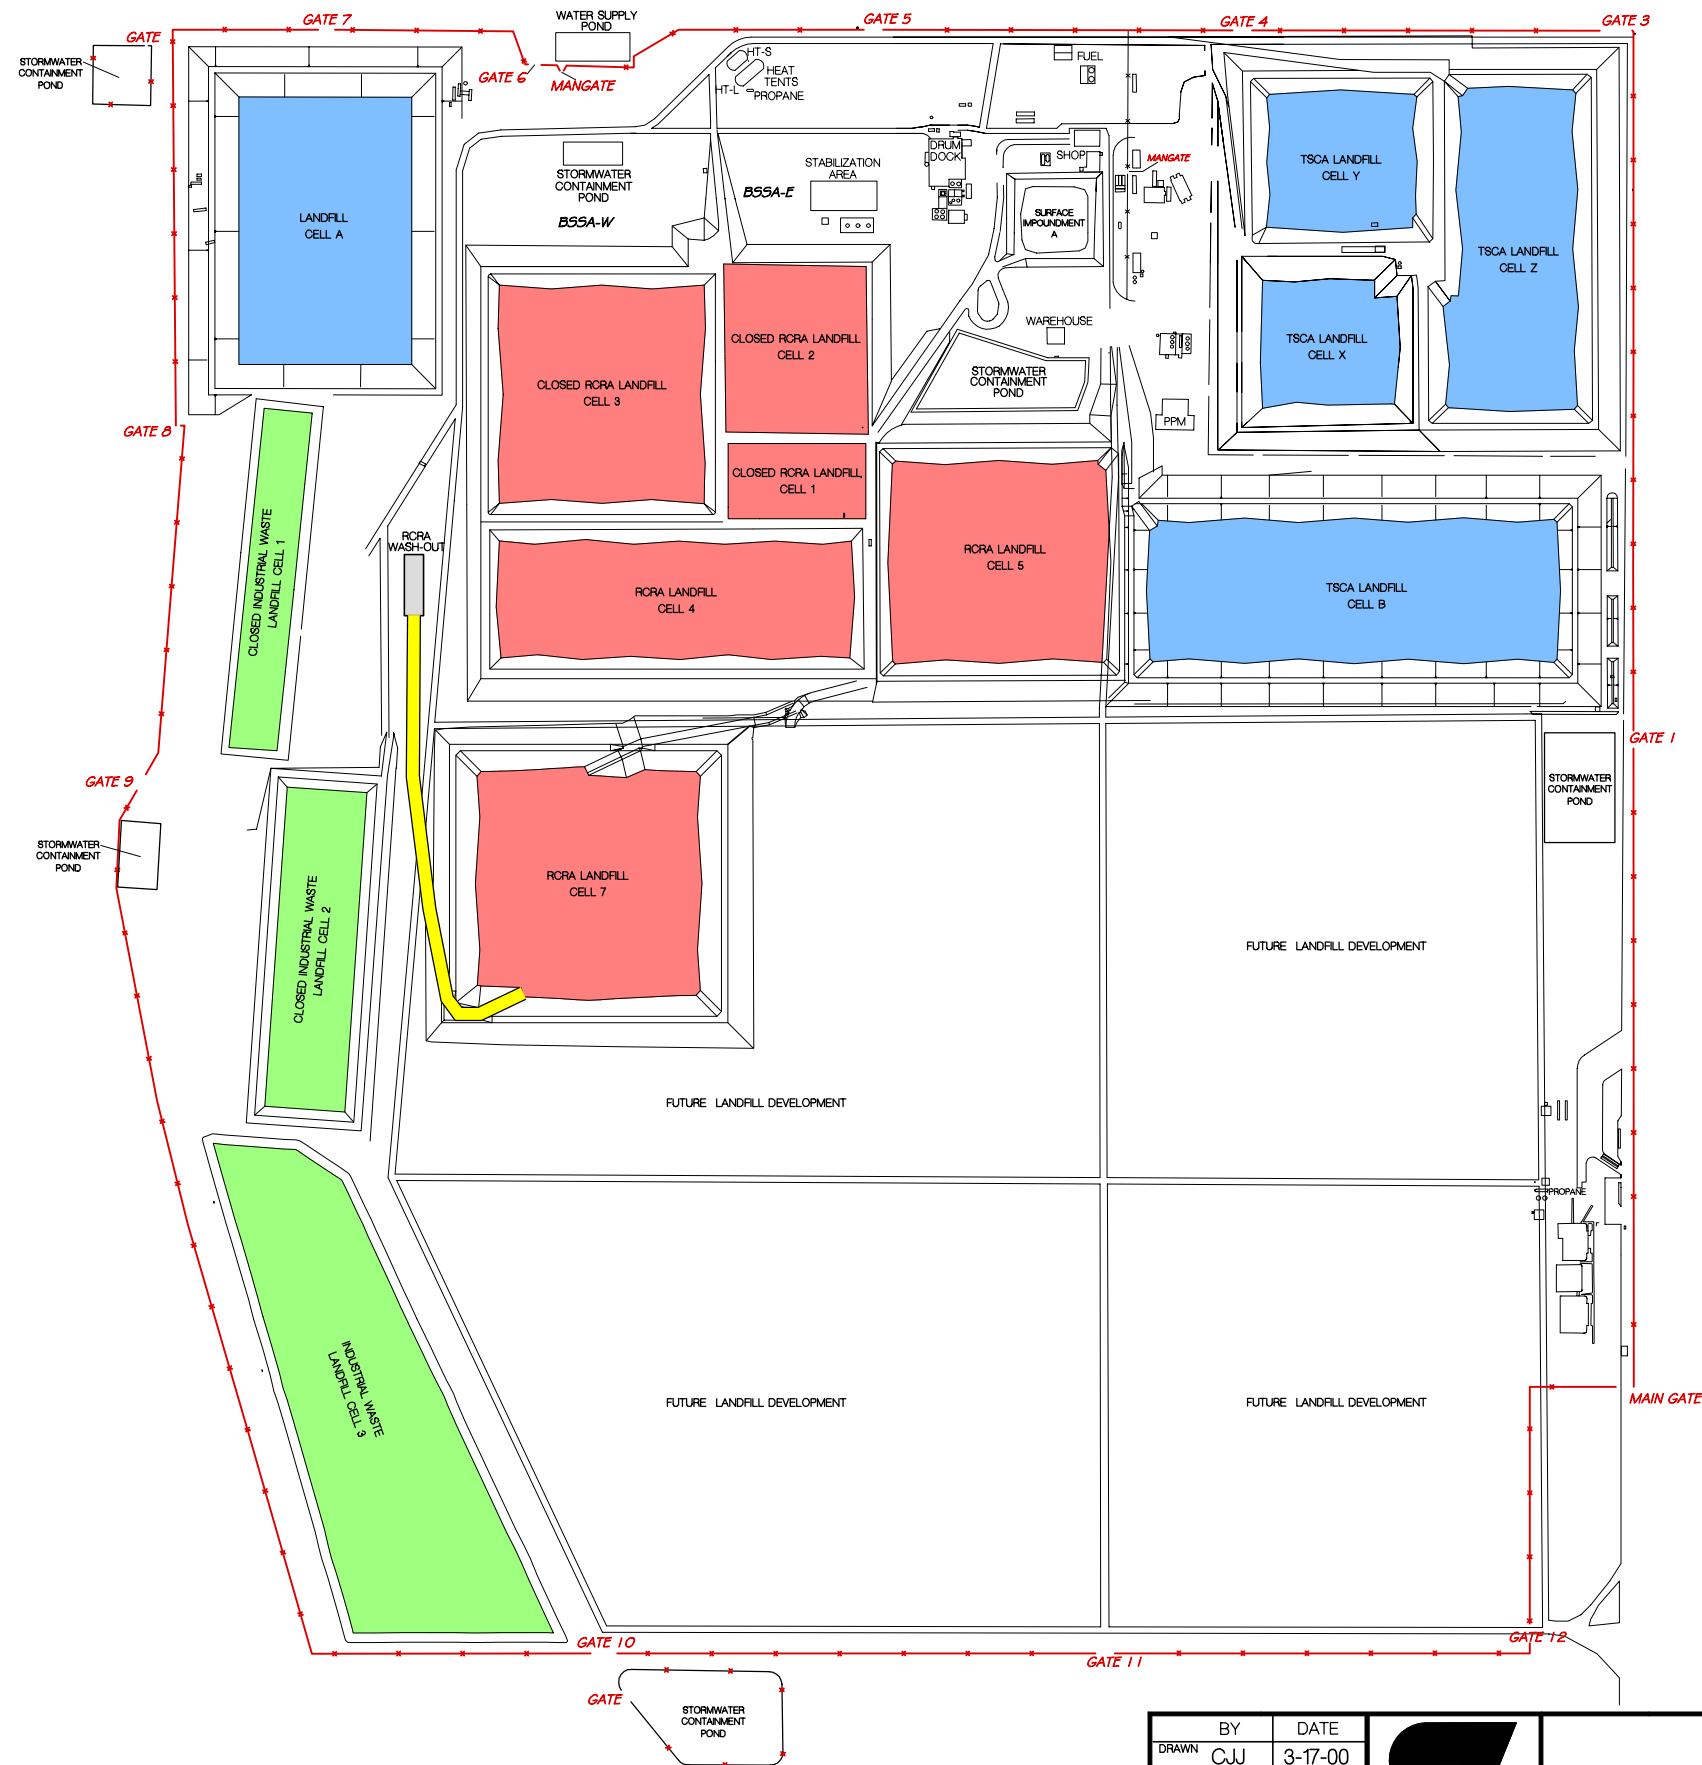 GATE 7
WATER SUPPLY
POND
GATE 5
GATE 4
GATE 3
GATE
STORMWATER
CONTAINMENT
POND
GATE 6
MANGATE
HT-S
HEAT
TENTS
HT-L
PROPANE
FUEL
DRUM
DOCK
SHOP
MANGATE
STABILIZATION
AREA
STORMWATER
CONTAINMENT
POND
BSSA-E
BSSA-W
SURFACE
IMPOUNDMENT
A
LANDFILL
CELL A
TSCA LANDFILL
CELL Y
TSCA LANDFILL
CELL Z
TSCA LANDFILL
CELL X
WAREHOUSE
STORMWATER
CONTAINMENT
POND
PPM
CLOSED RCRA LANDFILL
CELL 2
CLOSED RCRA LANDFILL
CELL 3
CLOSED RCRA LANDFILL
CELL 1
GATE 8
CLOSED INDUSTRIAL WASTE
LANDFILL CELL 1
RCRA
WASH-OUT
RCRA LANDFILL
CELL 4
RCRA LANDFILL
CELL 5
TSCA LANDFILL
CELL B
GATE 1
STORMWATER
CONTAINMENT
POND
GATE 9
STORMWATER
CONTAINMENT
POND
CLOSED INDUSTRIAL WASTE
LANDFILL CELL 2
RCRA LANDFILL
CELL 7
FUTURE LANDFILL DEVELOPMENT
FUTURE LANDFILL DEVELOPMENT
PROPANE
INDUSTRIAL WASTE
LANDFILL CELL 3
FUTURE LANDFILL DEVELOPMENT
FUTURE LANDFILL DEVELOPMENT
MAIN GATE
GATE 10
GATE 11
GATE 12
GATE
STORMWATER
CONTAINMENT
POND
BY DATE
DRAWN CJJ 3-17-00